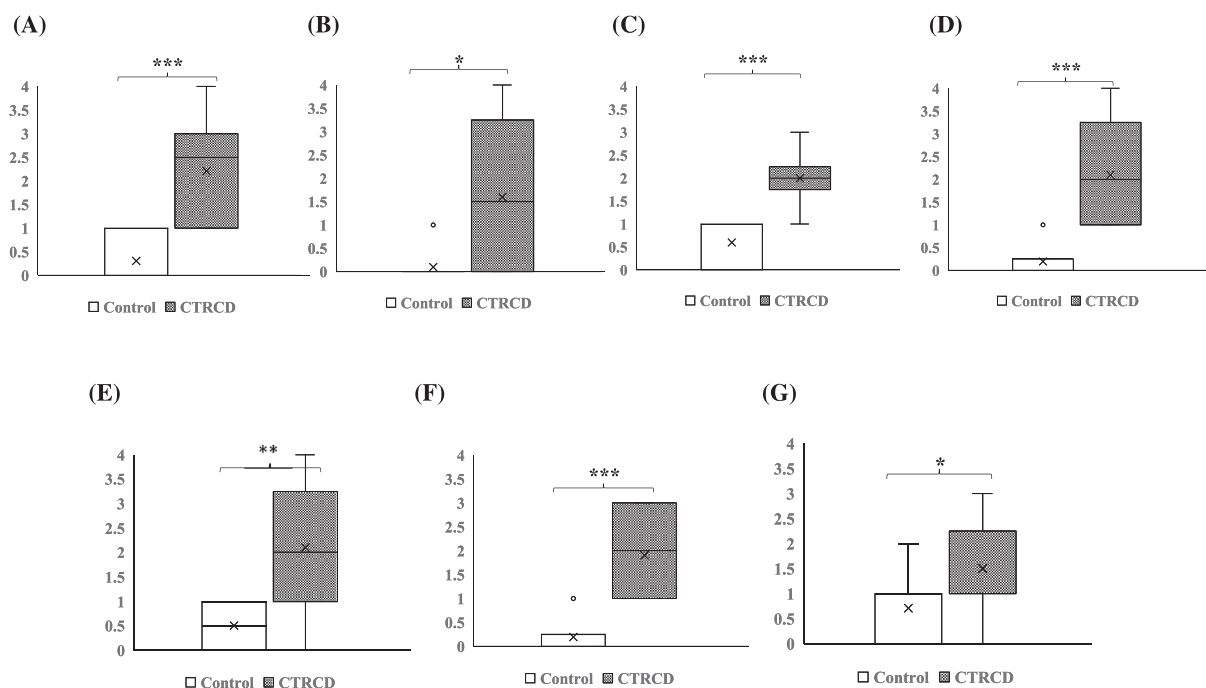 (A) (B) (C) (D)
*** * *** ***
4 4 4 4
3.5 3.5 3.5 3.5
3 3 3 3
2.5 2.5 2.5 2.5
2 2 2 2
1.5 1.5 1.5 1.5
1 1 1 1
0.5 0.5 0.5 0.5
0 0 0 0
Control CTRCD Control CTRCD Control CTRCD Control CTRCD
(E) (F) (G)
** *** *
4 4 4
3.5 3.5 3.5
3 3 3
2.5 2.5 2.5
2 2 2
1.5 1.5 1.5
1 1 1
0.5 0.5 0.5
0 0 0
Control CTRCD Control CTRCD Control CTRCD